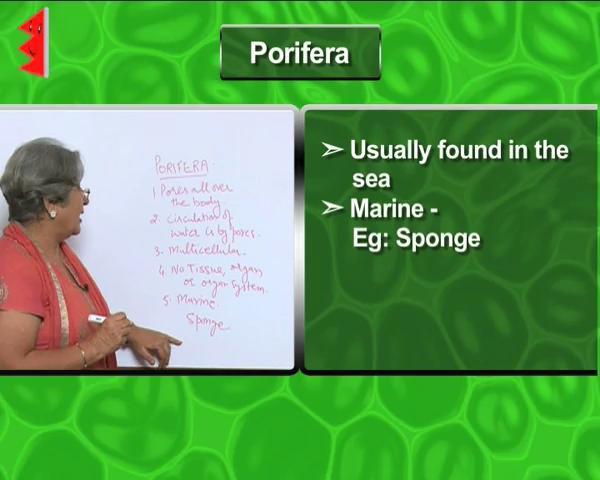 Porifera
PORIFERA:
1 Pores all over
the body.
2. Circulation of
water is by pores.
3. Multicellular.
4. No Tissue, organ
or organ system.
5. Marine.
Sponge
➢ Usually found in the
sea
➢ Marine -
Eg: Sponge